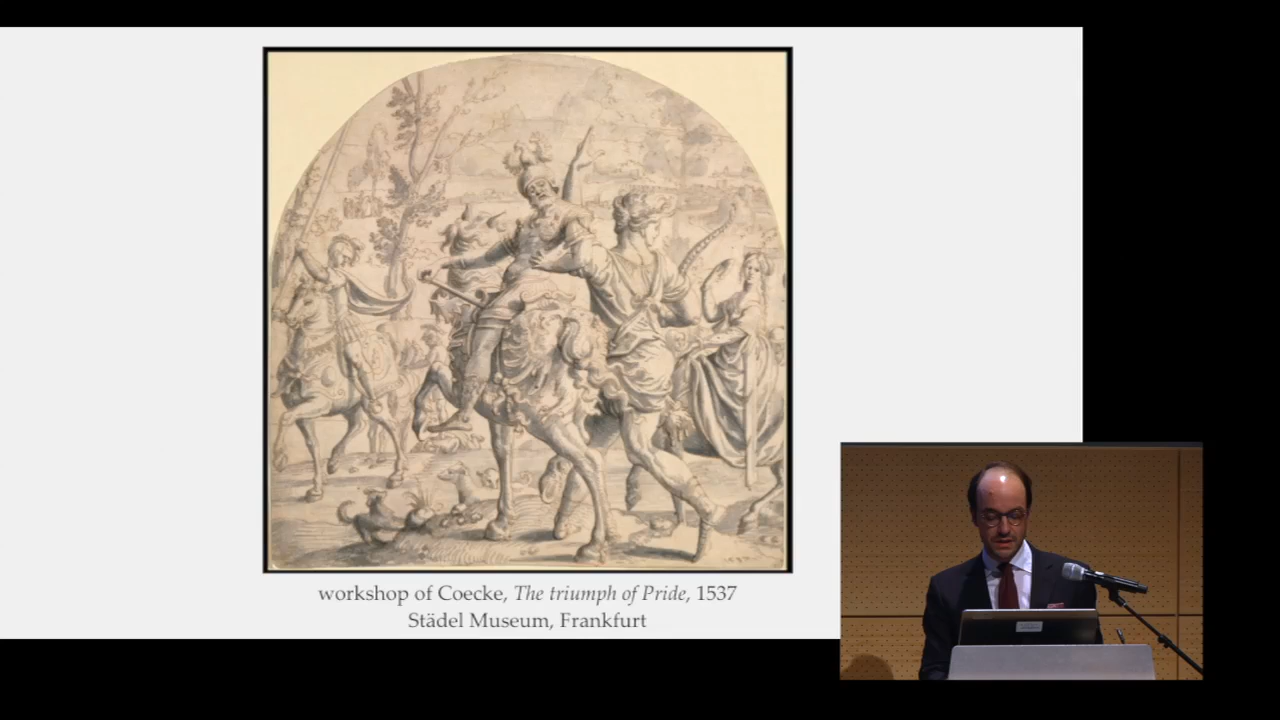 workshop of Coecke, The triumph of Pride, 1537
Städel Museum, Frankfurt